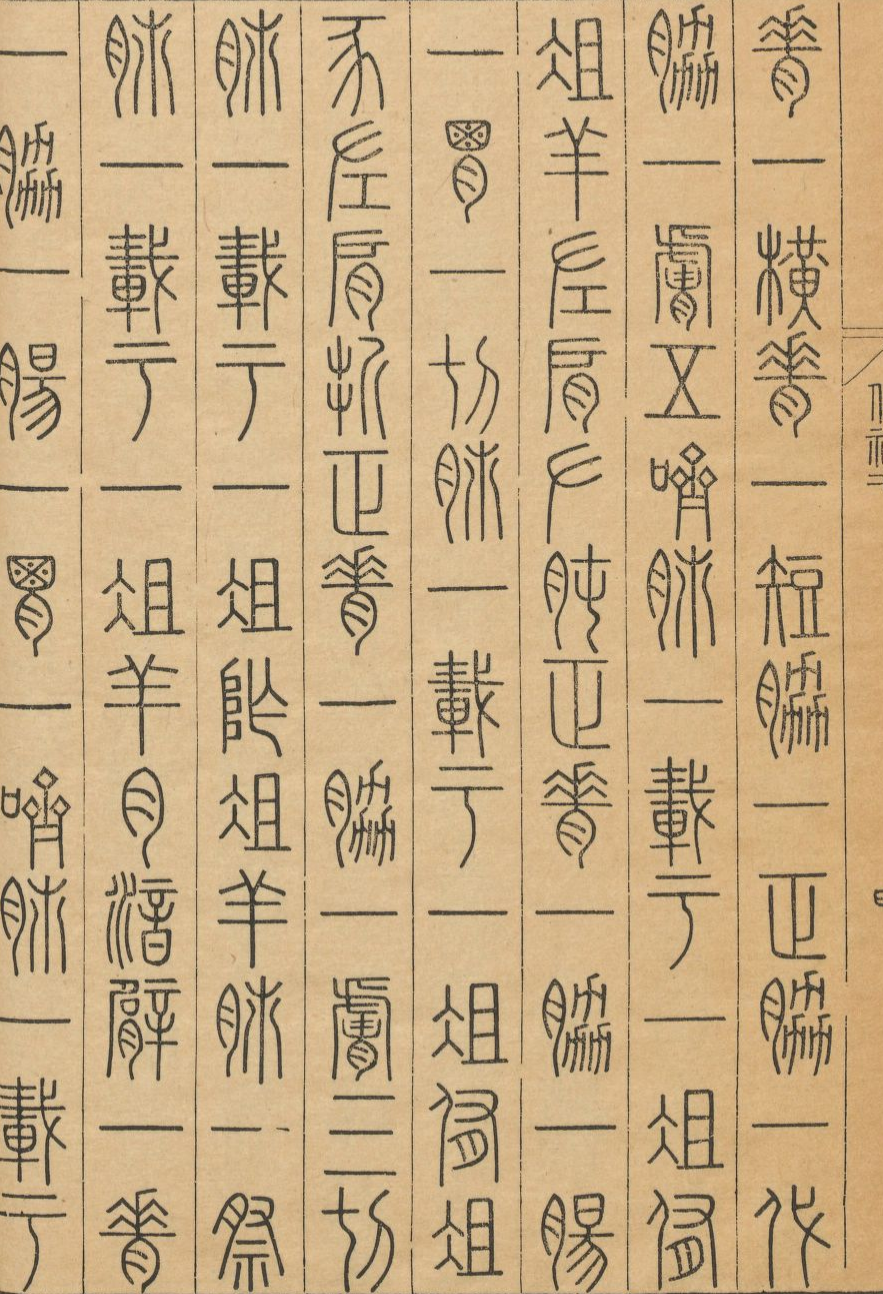 脊一橫脊一短脅一正脅一代
脅一膚五嚌肺一載于一俎侑
俎羊左肩𠂇肫正脊一脅一腸
一胃一切肺一載于一俎侑俎
豕左肩折正脊一脅一膚三切
肺一載于一俎阼俎羊肺一祭
肺一載于一俎羊肉湆臂一脊
一脅一腸一胃一嚌肺一載于